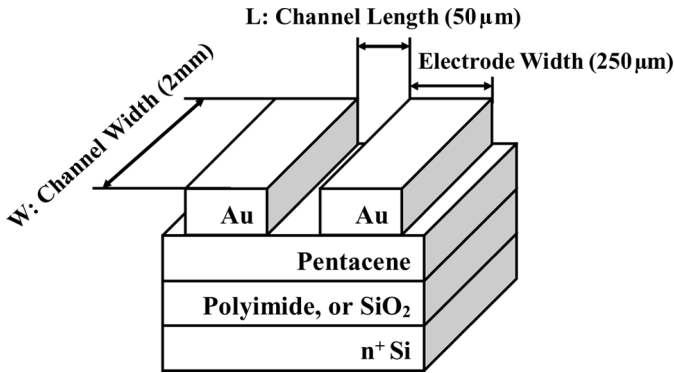 L: Channel Length (50μm)
Electrode Width (250μm)
W: Channel Width (2mm)
Au
Au
Pentacene
Polyimide, or SiO₂
n⁺ Si